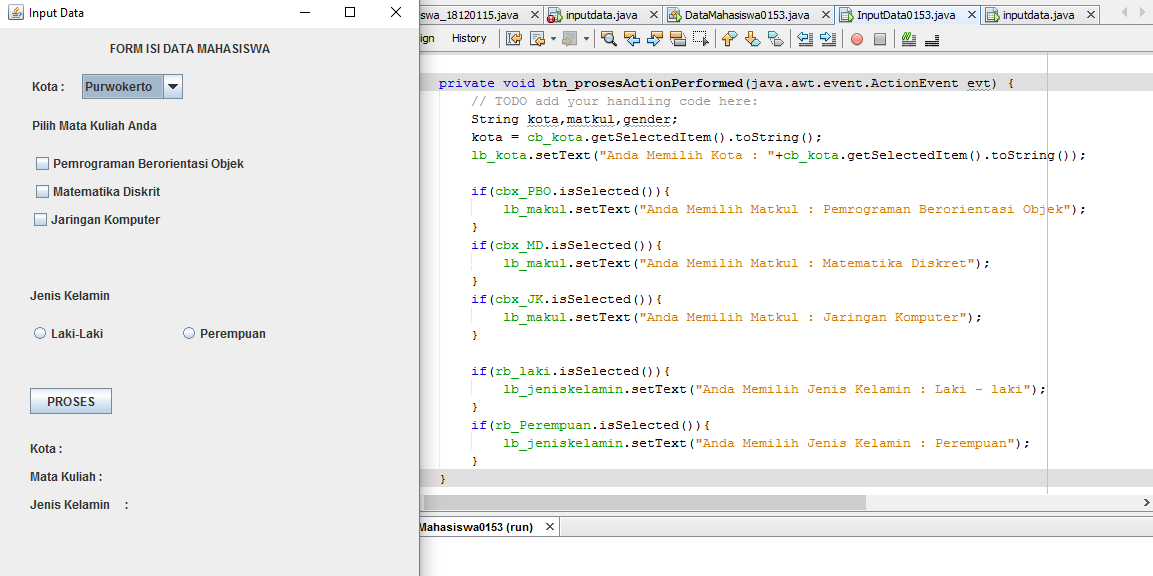 Input Data
FORM ISI DATA MAHASISWA
Kota :
Purwokerto
Pilih Mata Kuliah Anda
Pemrograman Berorientasi Objek
Matematika Diskrit
Jaringan Komputer
Jenis Kelamin
Laki-Laki
Perempuan
PROSES
Kota :
Mata Kuliah :
Jenis Kelamin :
swa_18120115.java
inputdata.java
DataMahasiswa0153.java
InputData0153.java
inputdata.java
ign
History
private void btn_prosesActionPerformed(java.awt.event.ActionEvent evt) {
// TODO add your handling code here:
String kota,matkul,gender;
kota = cb_kota.getSelectedItem().toString();
lb_kota.setText("Anda Memilih Kota : "+cb_kota.getSelectedItem().toString());
if(cbx_PBO.isSelected()){
lb_makul.setText("Anda Memilih Matkul : Pemrograman Berorientasi Objek");
}
if(cbx_MD.isSelected()){
lb_makul.setText("Anda Memilih Matkul : Matematika Diskret");
}
if(cbx_JK.isSelected()){
lb_makul.setText("Anda Memilih Matkul : Jaringan Komputer");
}
if(rb_laki.isSelected()){
lb_jeniskelamin.setText("Anda Memilih Jenis Kelamin : Laki - laki");
}
if(rb_Perempuan.isSelected()){
lb_jeniskelamin.setText("Anda Memilih Jenis Kelamin : Perempuan");
}
}
Mahasiswa0153 (run)